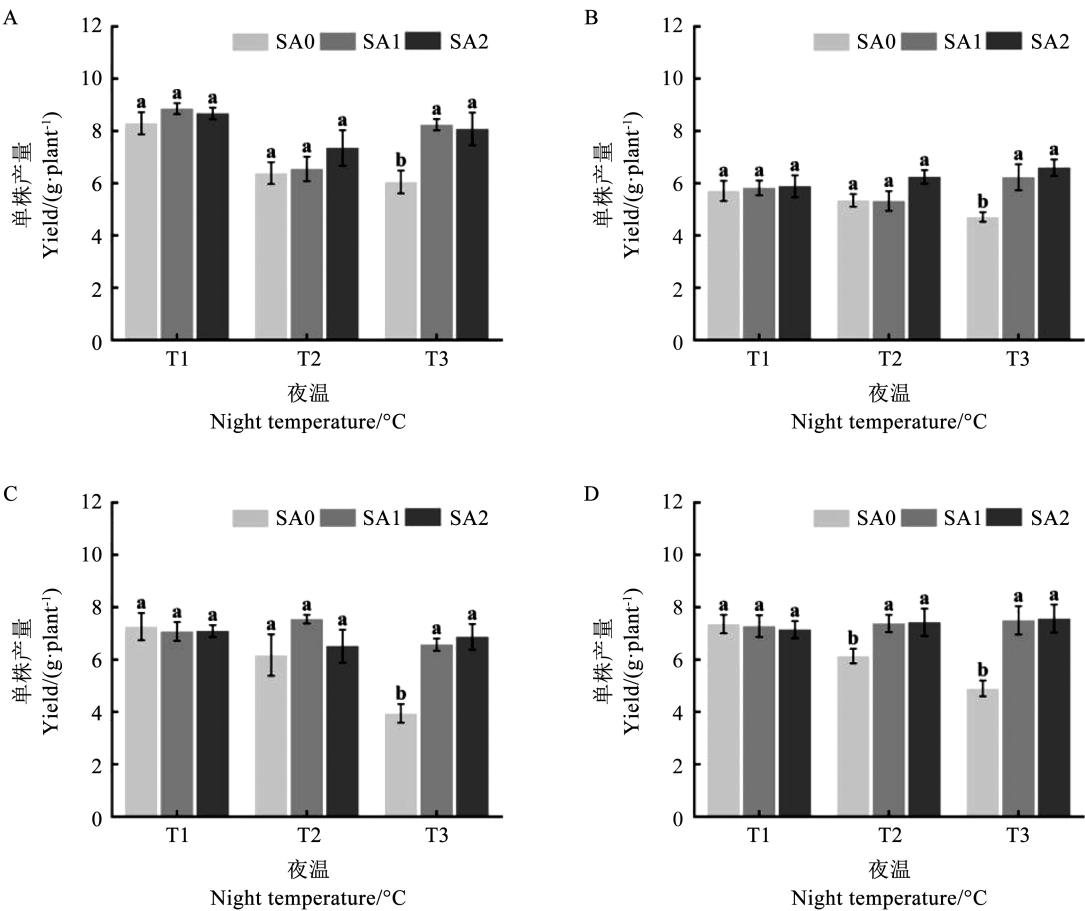 A
12
10
8
6
4
2
0
单株产量
Yield/(g·plant⁻¹)
SA0 SA1 SA2
a a a
a a a
b a a
T1 T2 T3
夜温
Night temperature/°C
B
12
10
8
6
4
2
0
单株产量
Yield/(g·plant⁻¹)
SA0 SA1 SA2
a a a
a a a
b a a
T1 T2 T3
夜温
Night temperature/°C
C
12
10
8
6
4
2
0
单株产量
Yield/(g·plant⁻¹)
SA0 SA1 SA2
a a a
a a a
b a a
T1 T2 T3
夜温
Night temperature/°C
D
12
10
8
6
4
2
0
单株产量
Yield/(g·plant⁻¹)
SA0 SA1 SA2
a a a
b a a
b a a
T1 T2 T3
夜温
Night temperature/°C